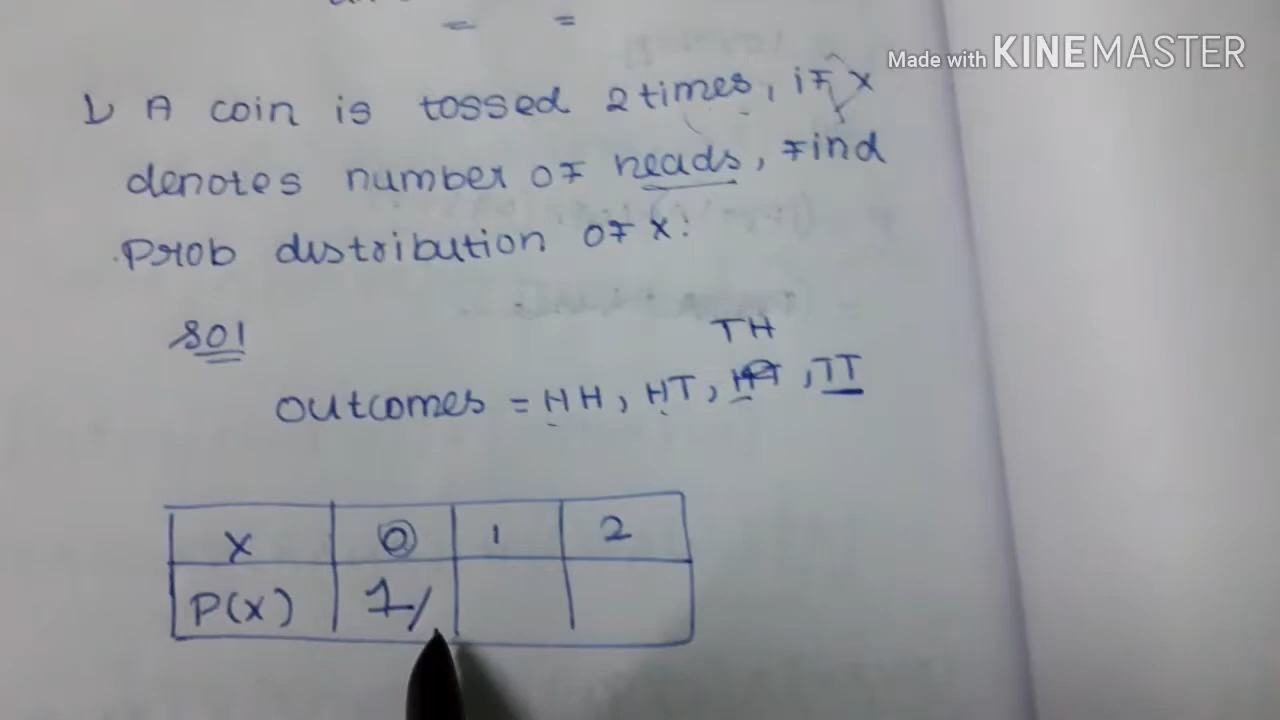 Made with KINEMASTER
1) A coin is tossed 2 times, if x
denotes number of heads, find
Prob distribution of x.
Sol
TH
outcomes = HH, HT, , TT
X 0 1 2
P(X) 1/